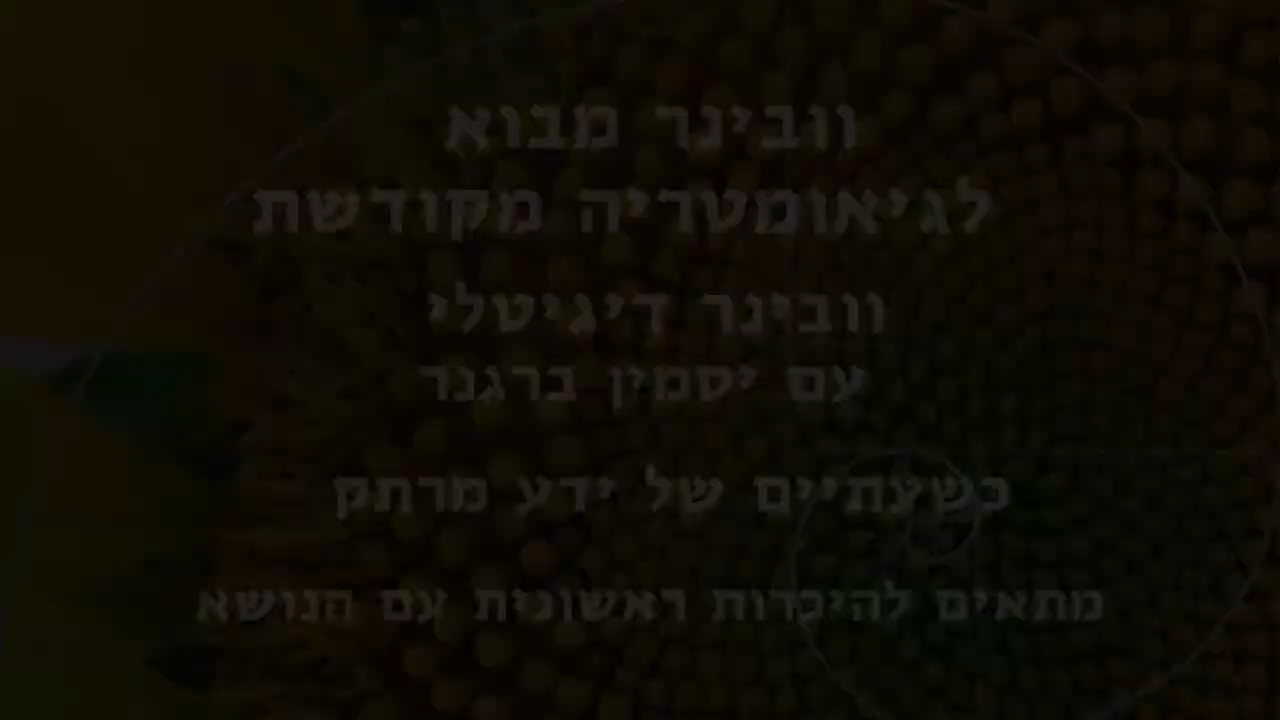 וובינר מבוא
לגיאומטריה מקודשת
וובינר דיגיטלי
עם יסמין ברגנר
כשעתיים של ידע מרתק
מתאים להיכרות ראשונית עם הנושא